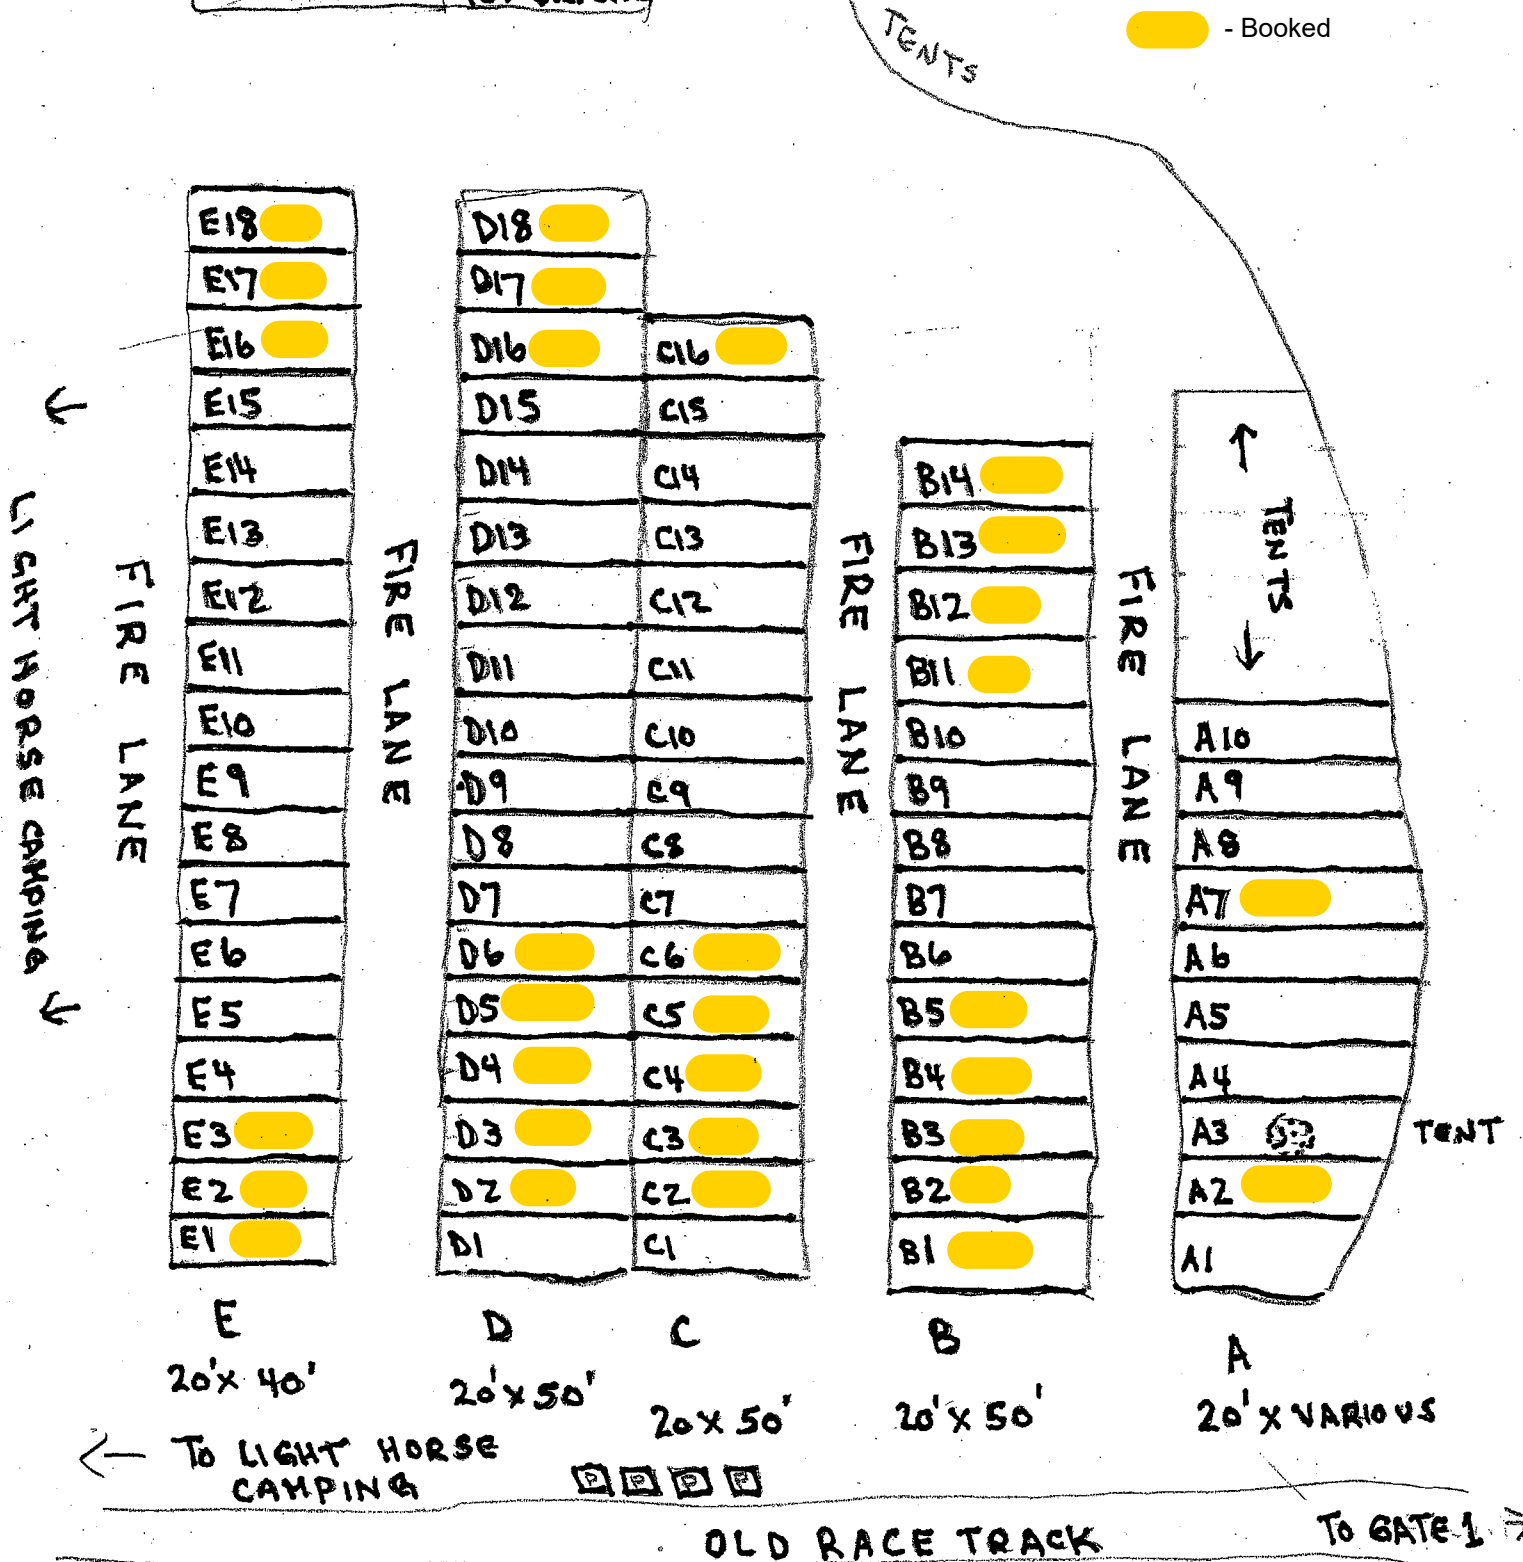 TENTS
- Booked
E18
E17
E16
E15
E14
E13
E12
E11
E10
E9
E8
E7
E6
E5
E4
E3
E2
E1
D18
D17
D16
D15
D14
D13
D12
D11
D10
D9
D8
D7
D6
D5
D4
D3
D2
D1
C16
C15
C14
C13
C12
C11
C10
C9
C8
C7
C6
C5
C4
C3
C2
C1
B14
B13
B12
B11
B10
B9
B8
B7
B6
B5
B4
B3
B2
B1
TENTS
A10
A9
A8
A7
A6
A5
A4
A3
TENT
A2
A1
LIGHT HORSE CAMPING
FIRE LANE
FIRE LANE
FIRE LANE
FIRE LANE
E
20'x 40'
D
20'x 50'
C
20 x 50'
B
20'x 50'
A
20'x VARIOUS
TO LIGHT HORSE
CAMPING
P P P P
OLD RACE TRACK
TO GATE 1